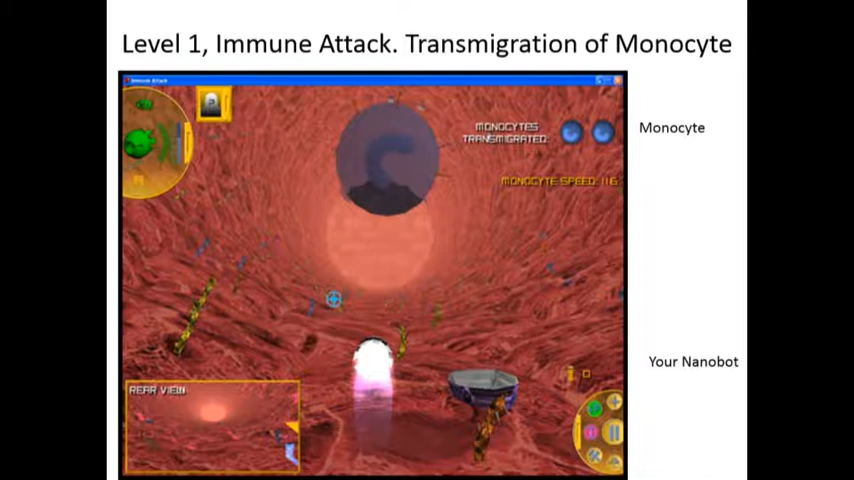 Level 1, Immune Attack. Transmigration of Monocyte
Immune Attack
MONOCYTES
TRANSMIGRATED:
Monocyte
MONOCYTE SPEED: 116
Your Nanobot
REAR VIEW